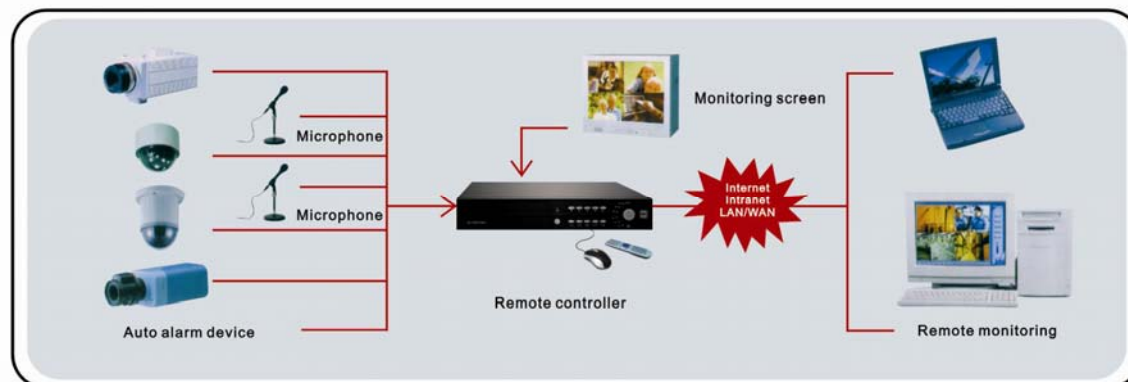 Microphone
Microphone
Auto alarm device
Monitoring screen
Remote controller
Internet
Intranet
LAN/WAN
Remote monitoring